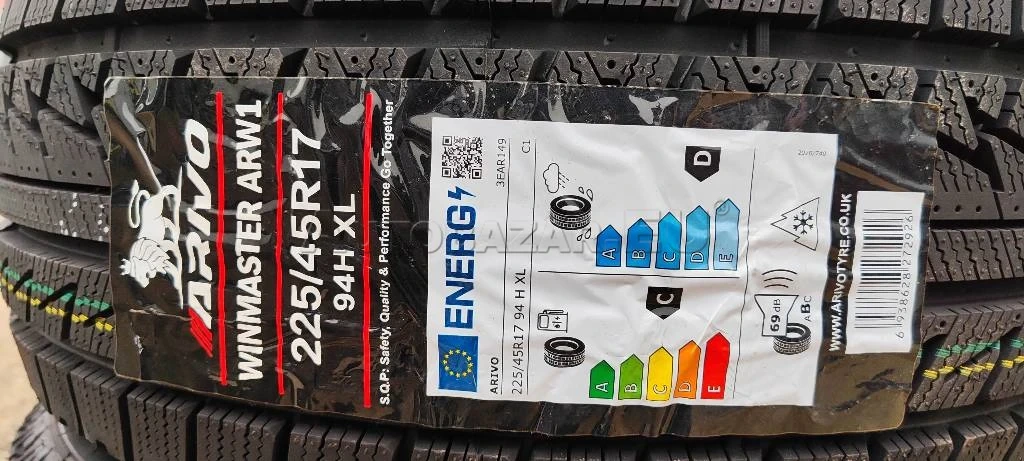 ARIVO
WINMASTER ARW1
225/45R17
94H XL
S.Q.P: Safety, Quality & Performance Go Together
ENERG
3EAR149
ARIVO
225/45R17 94 H XL
C1
D
A
B
C
D
E
C
A
B
C
D
E
2020/740
69 dB
ABC
WWW.ARIVOTYRE.CO.UK
6938628272926